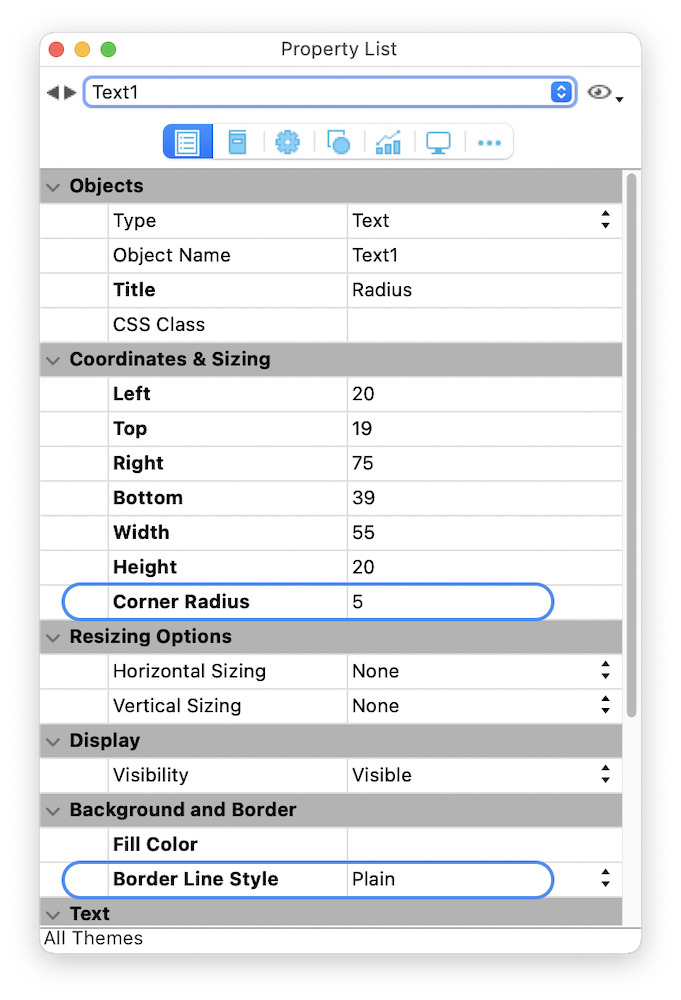 Property List
Text1
Objects
Type Text
Object Name Text1
Title Radius
CSS Class
Coordinates & Sizing
Left 20
Top 19
Right 75
Bottom 39
Width 55
Height 20
Corner Radius 5
Resizing Options
Horizontal Sizing None
Vertical Sizing None
Display
Visibility Visible
Background and Border
Fill Color
Border Line Style Plain
Text
All Themes